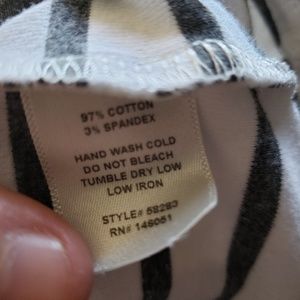 97% COTTON
3% SPANDEX
HAND WASH COLD
DO NOT BLEACH
TUMBLE DRY LOW
LOW IRON
STYLE# 58283
RN# 146051